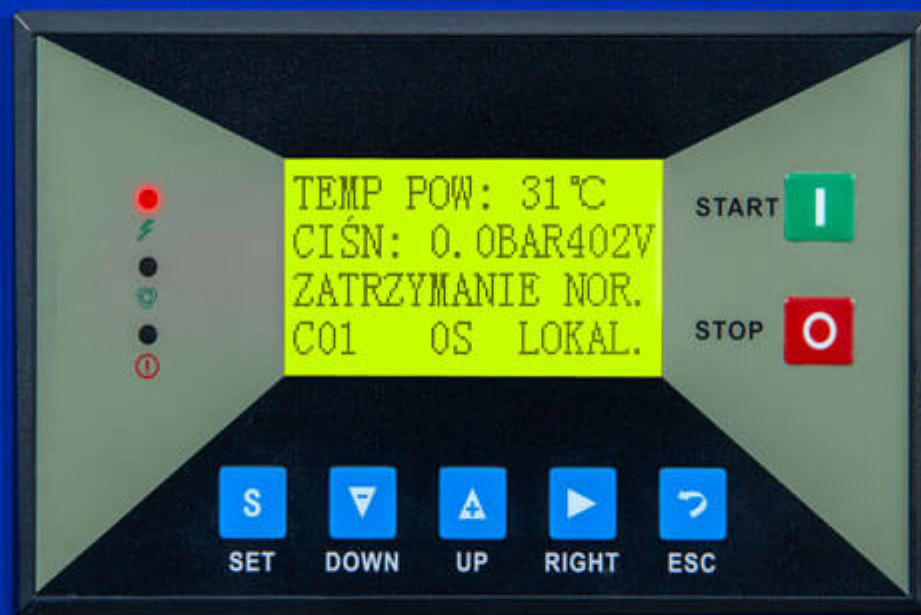 TEMP POW: 31℃
CIŚN: 0.0BAR402V
ZATRZYMANIE NOR.
C01 0S LOKAL.
START
STOP
S
SET DOWN UP RIGHT ESC